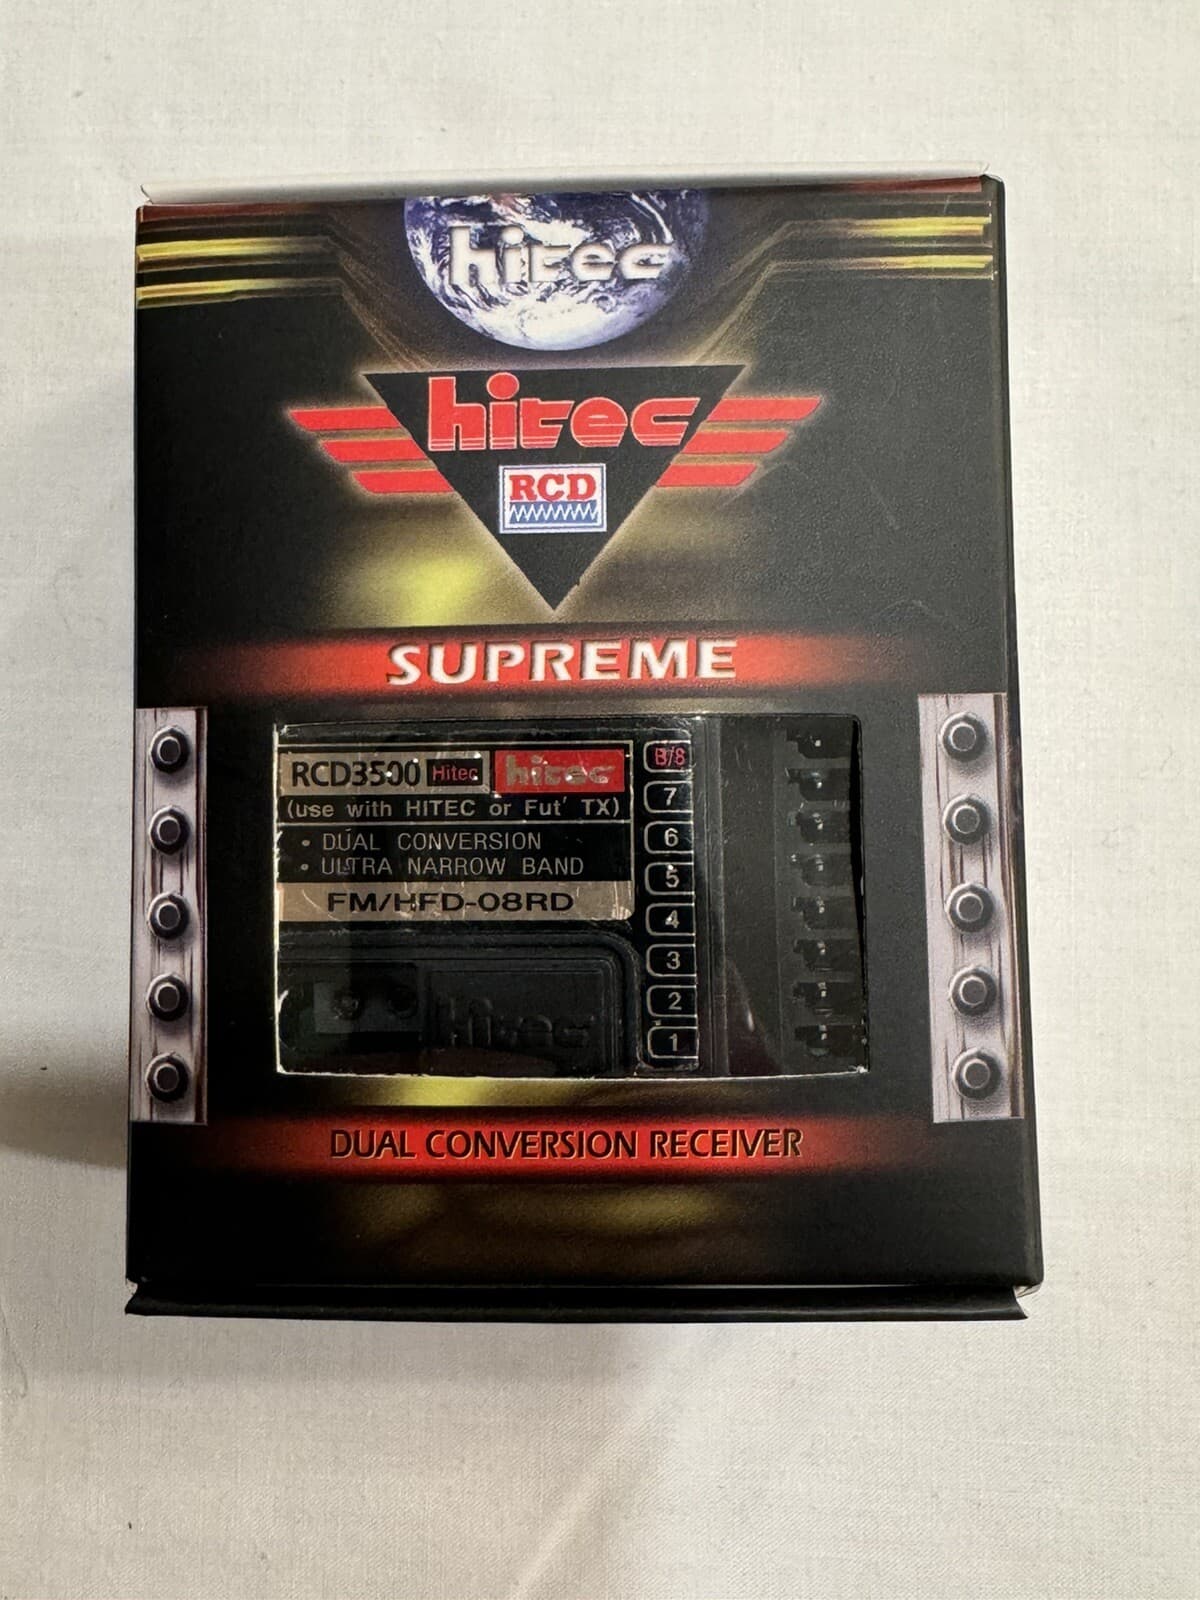 hitec
hitec
RCD
SUPREME
RCD3500 Hitec hitec
(use with HITEC or Fut' TX)
• DUAL CONVERSION
• ULTRA NARROW BAND
FM/HFD-08RD
B/8
7
6
5
4
3
2
1
Hitec
DUAL CONVERSION RECEIVER